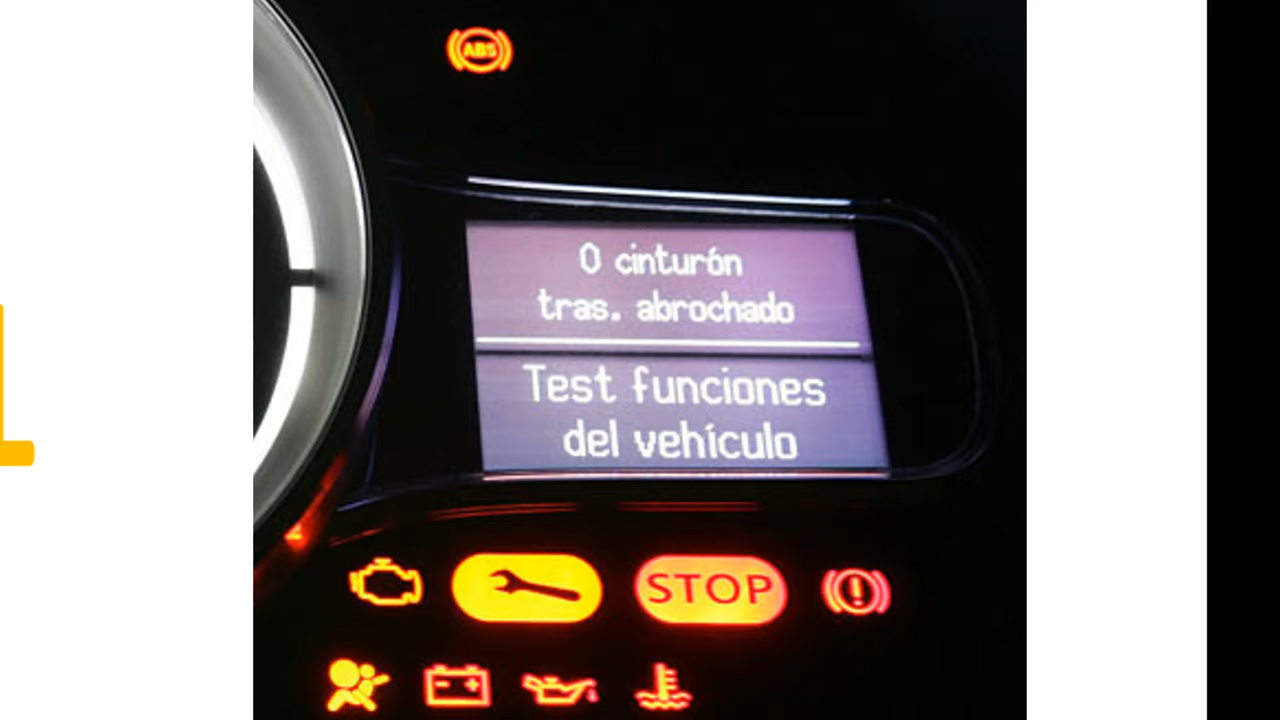 ABS
0 cinturón
tras. abrochado
Test funciones
del vehículo
STOP